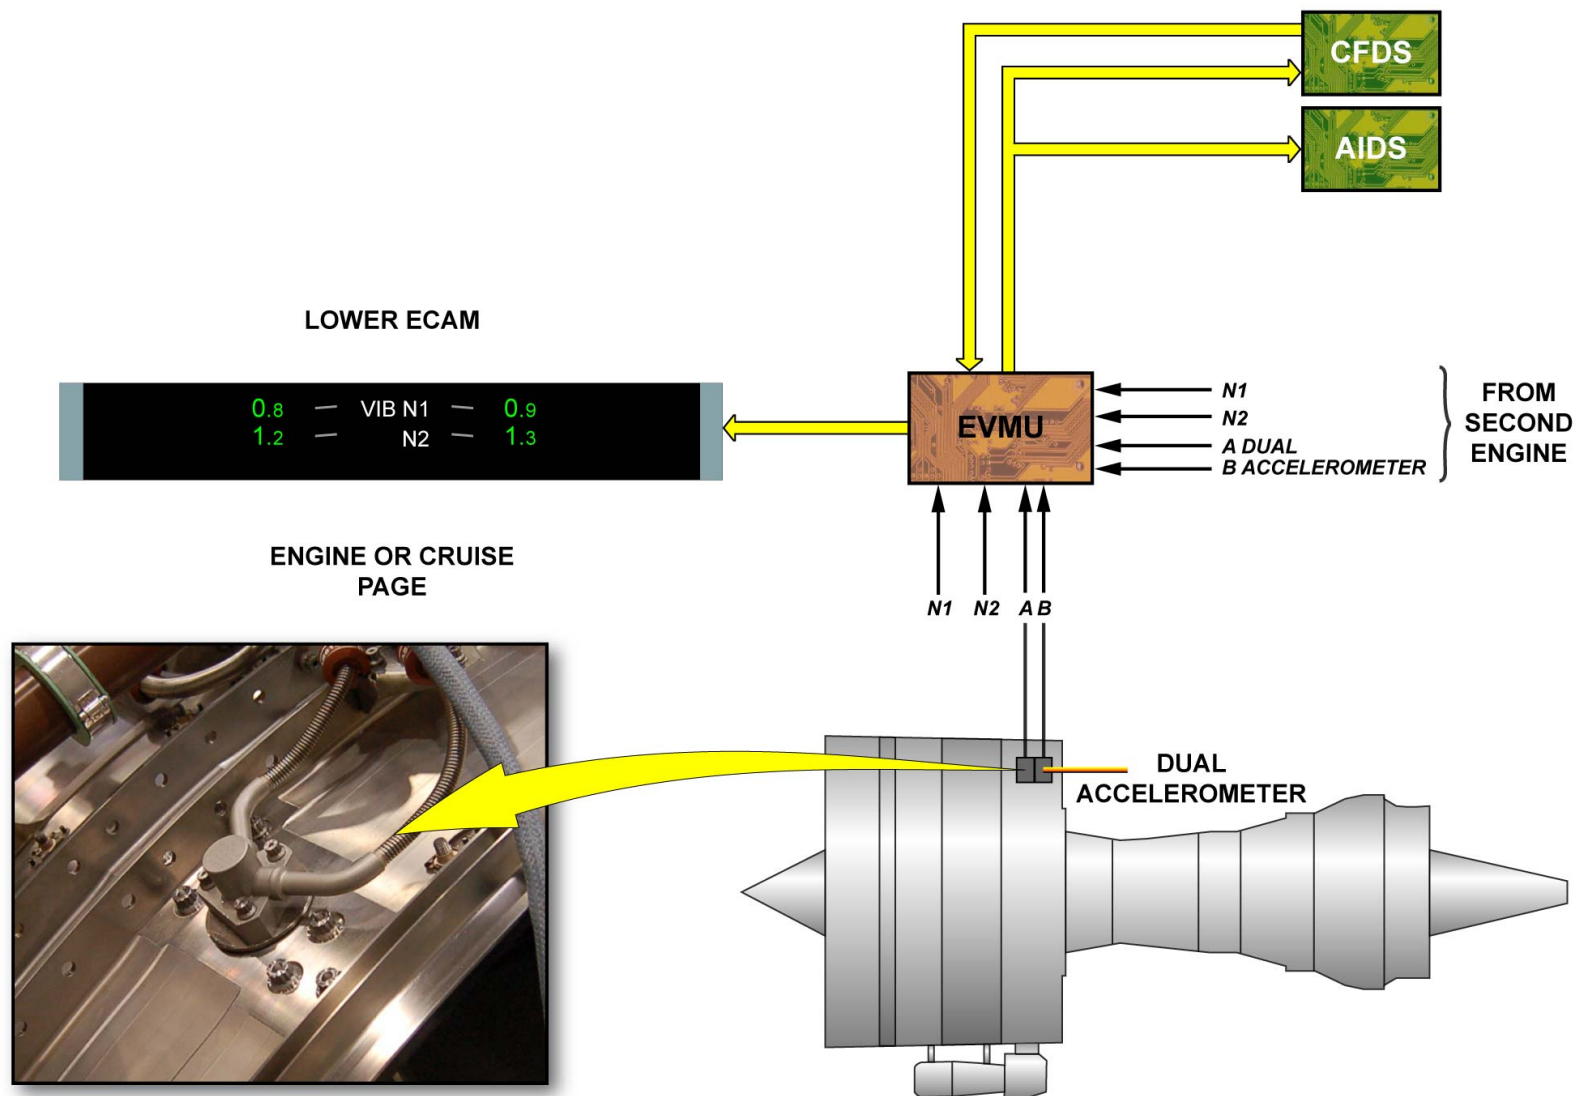 CFDS
AIDS
LOWER ECAM
0.8 VIB N1 0.9
1.2 N2 1.3
EVMU
N1
N2
A DUAL
B ACCELEROMETER
FROM
SECOND
ENGINE
ENGINE OR CRUISE
PAGE
N1 N2 A B
DUAL
ACCELEROMETER